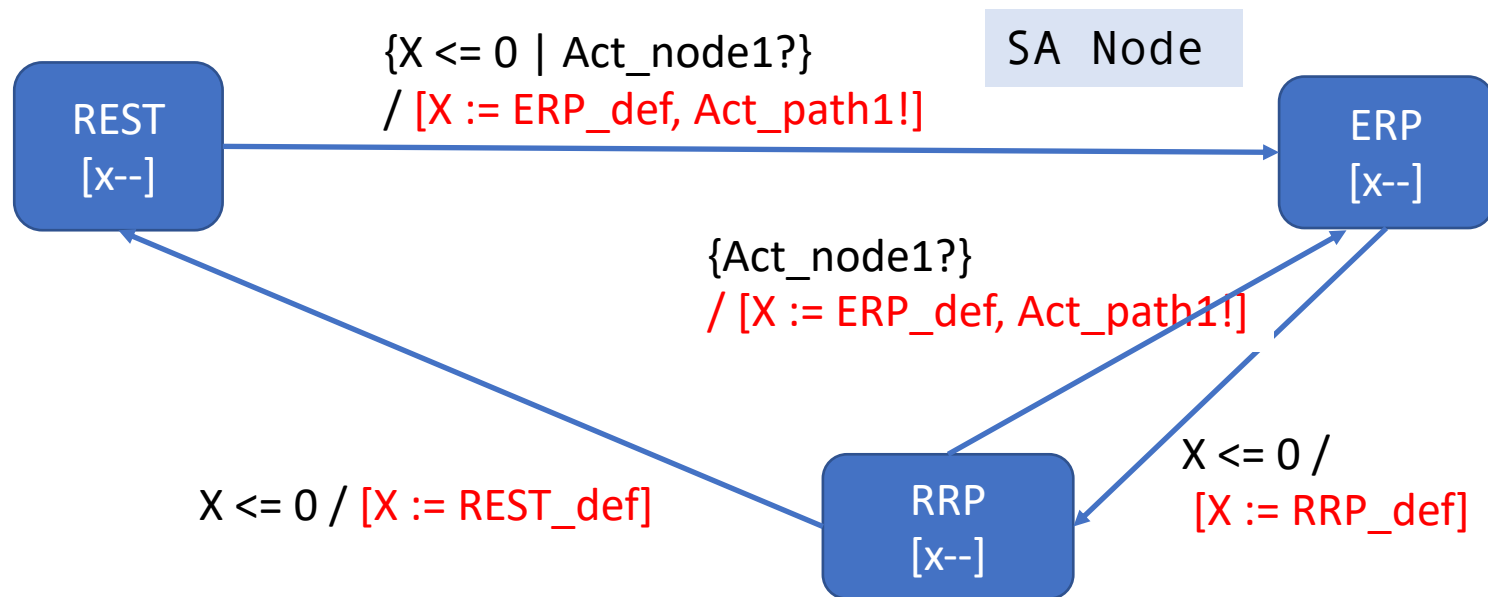 {X <= 0 | Act_node1?}
/ [X := ERP_def, Act_path1!]
SA Node
REST
[x--]
ERP
[x--]
{Act_node1?}
/ [X := ERP_def, Act_path1!]
X <= 0 /
[X := RRP_def]
X <= 0 / [X := REST_def]
RRP
[x--]